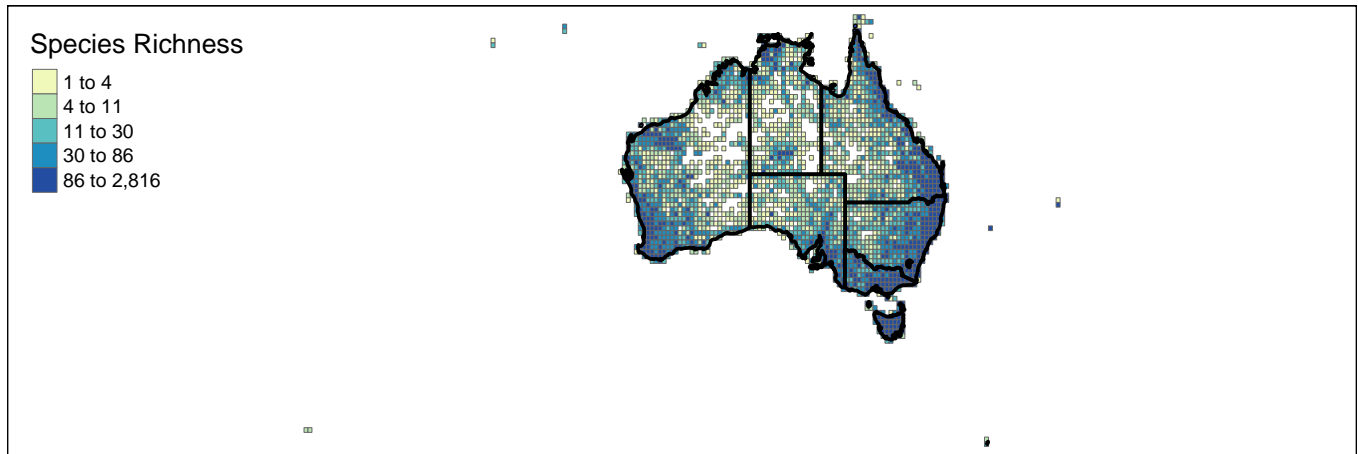 Species Richness
1 to 4
4 to 11
11 to 30
30 to 86
86 to 2,816